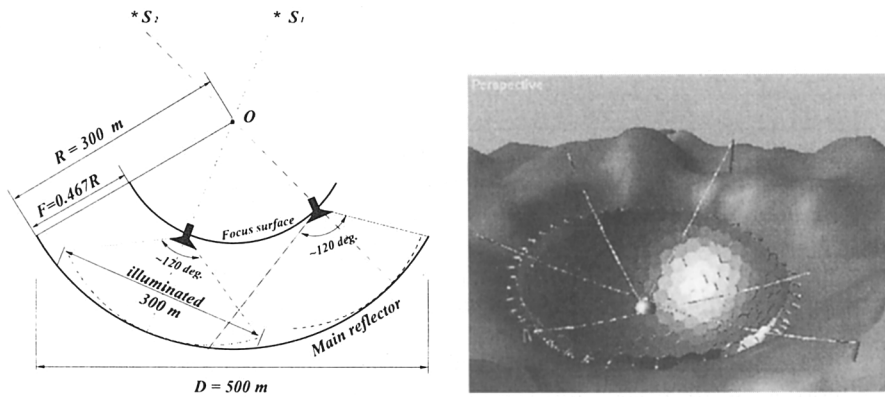 * S2
* S1
O
R = 300 m
F=0.467R
Focus surface
~120 deg.
~120 deg.
illuminated
300 m
Main reflector
D = 500 m
Perspective